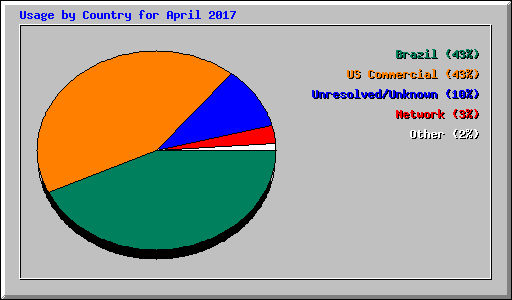 Usage by Country for April 2017
Brazil (43%)
US Commercial (43%)
Unresolved/Unknown (10%)
Network (3%)
Other (2%)